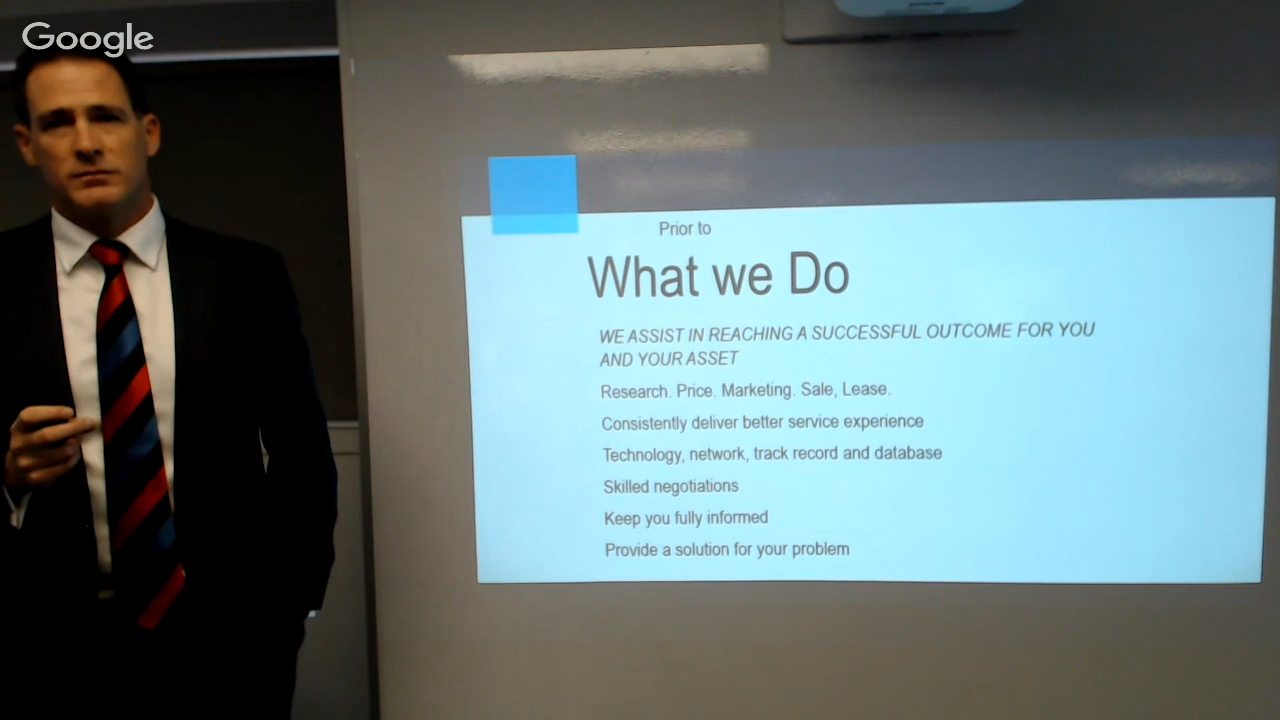 Google
Prior to
What we Do
WE ASSIST IN REACHING A SUCCESSFUL OUTCOME FOR YOU
AND YOUR ASSET
Research. Price. Marketing. Sale, Lease.
Consistently deliver better service experience
Technology, network, track record and database
Skilled negotiations
Keep you fully informed
Provide a solution for your problem